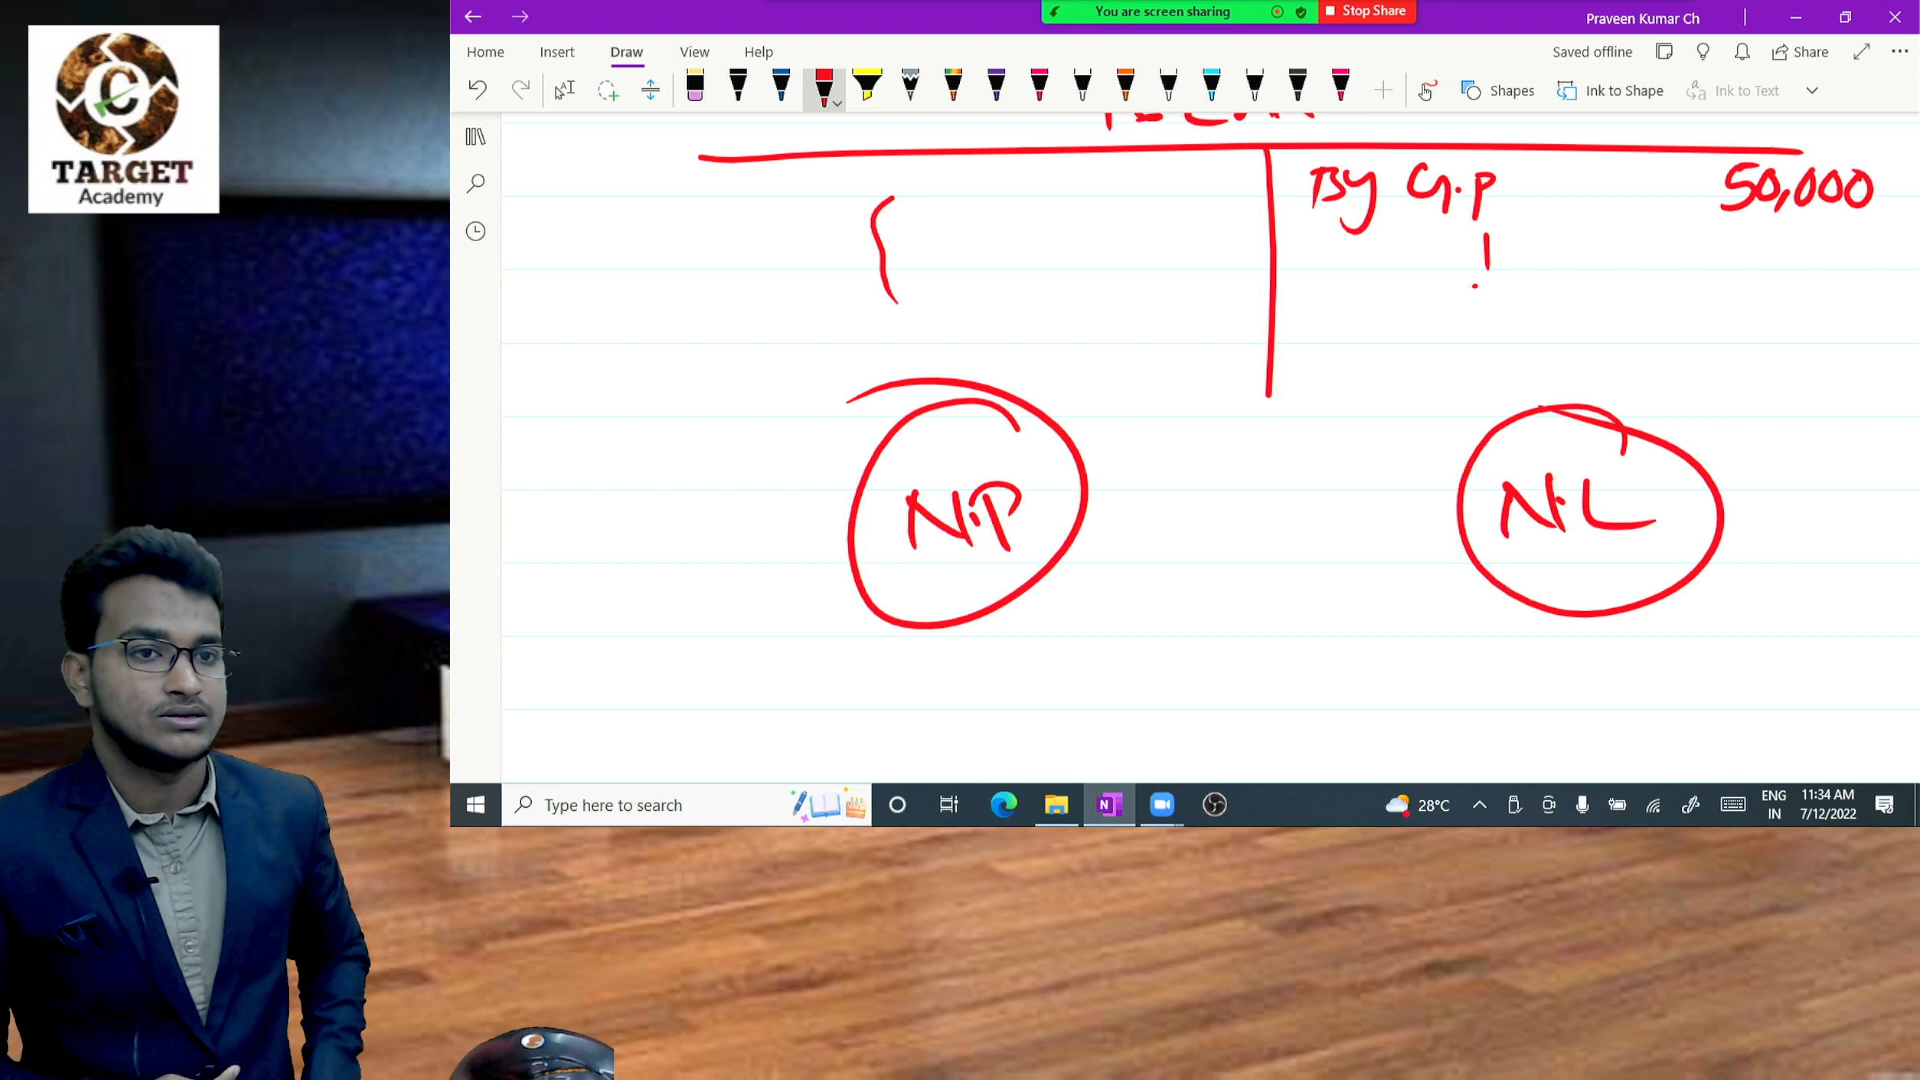 You are screen sharing
Stop Share
Praveen Kumar Ch
Home Insert Draw View Help
Saved offline
Share
Shapes
Ink to Shape
Ink to Text
TARGET
Academy
By G.P 50,000
N.P
N.L
Type here to search
28°C
ENG
IN
11:34 AM
7/12/2022